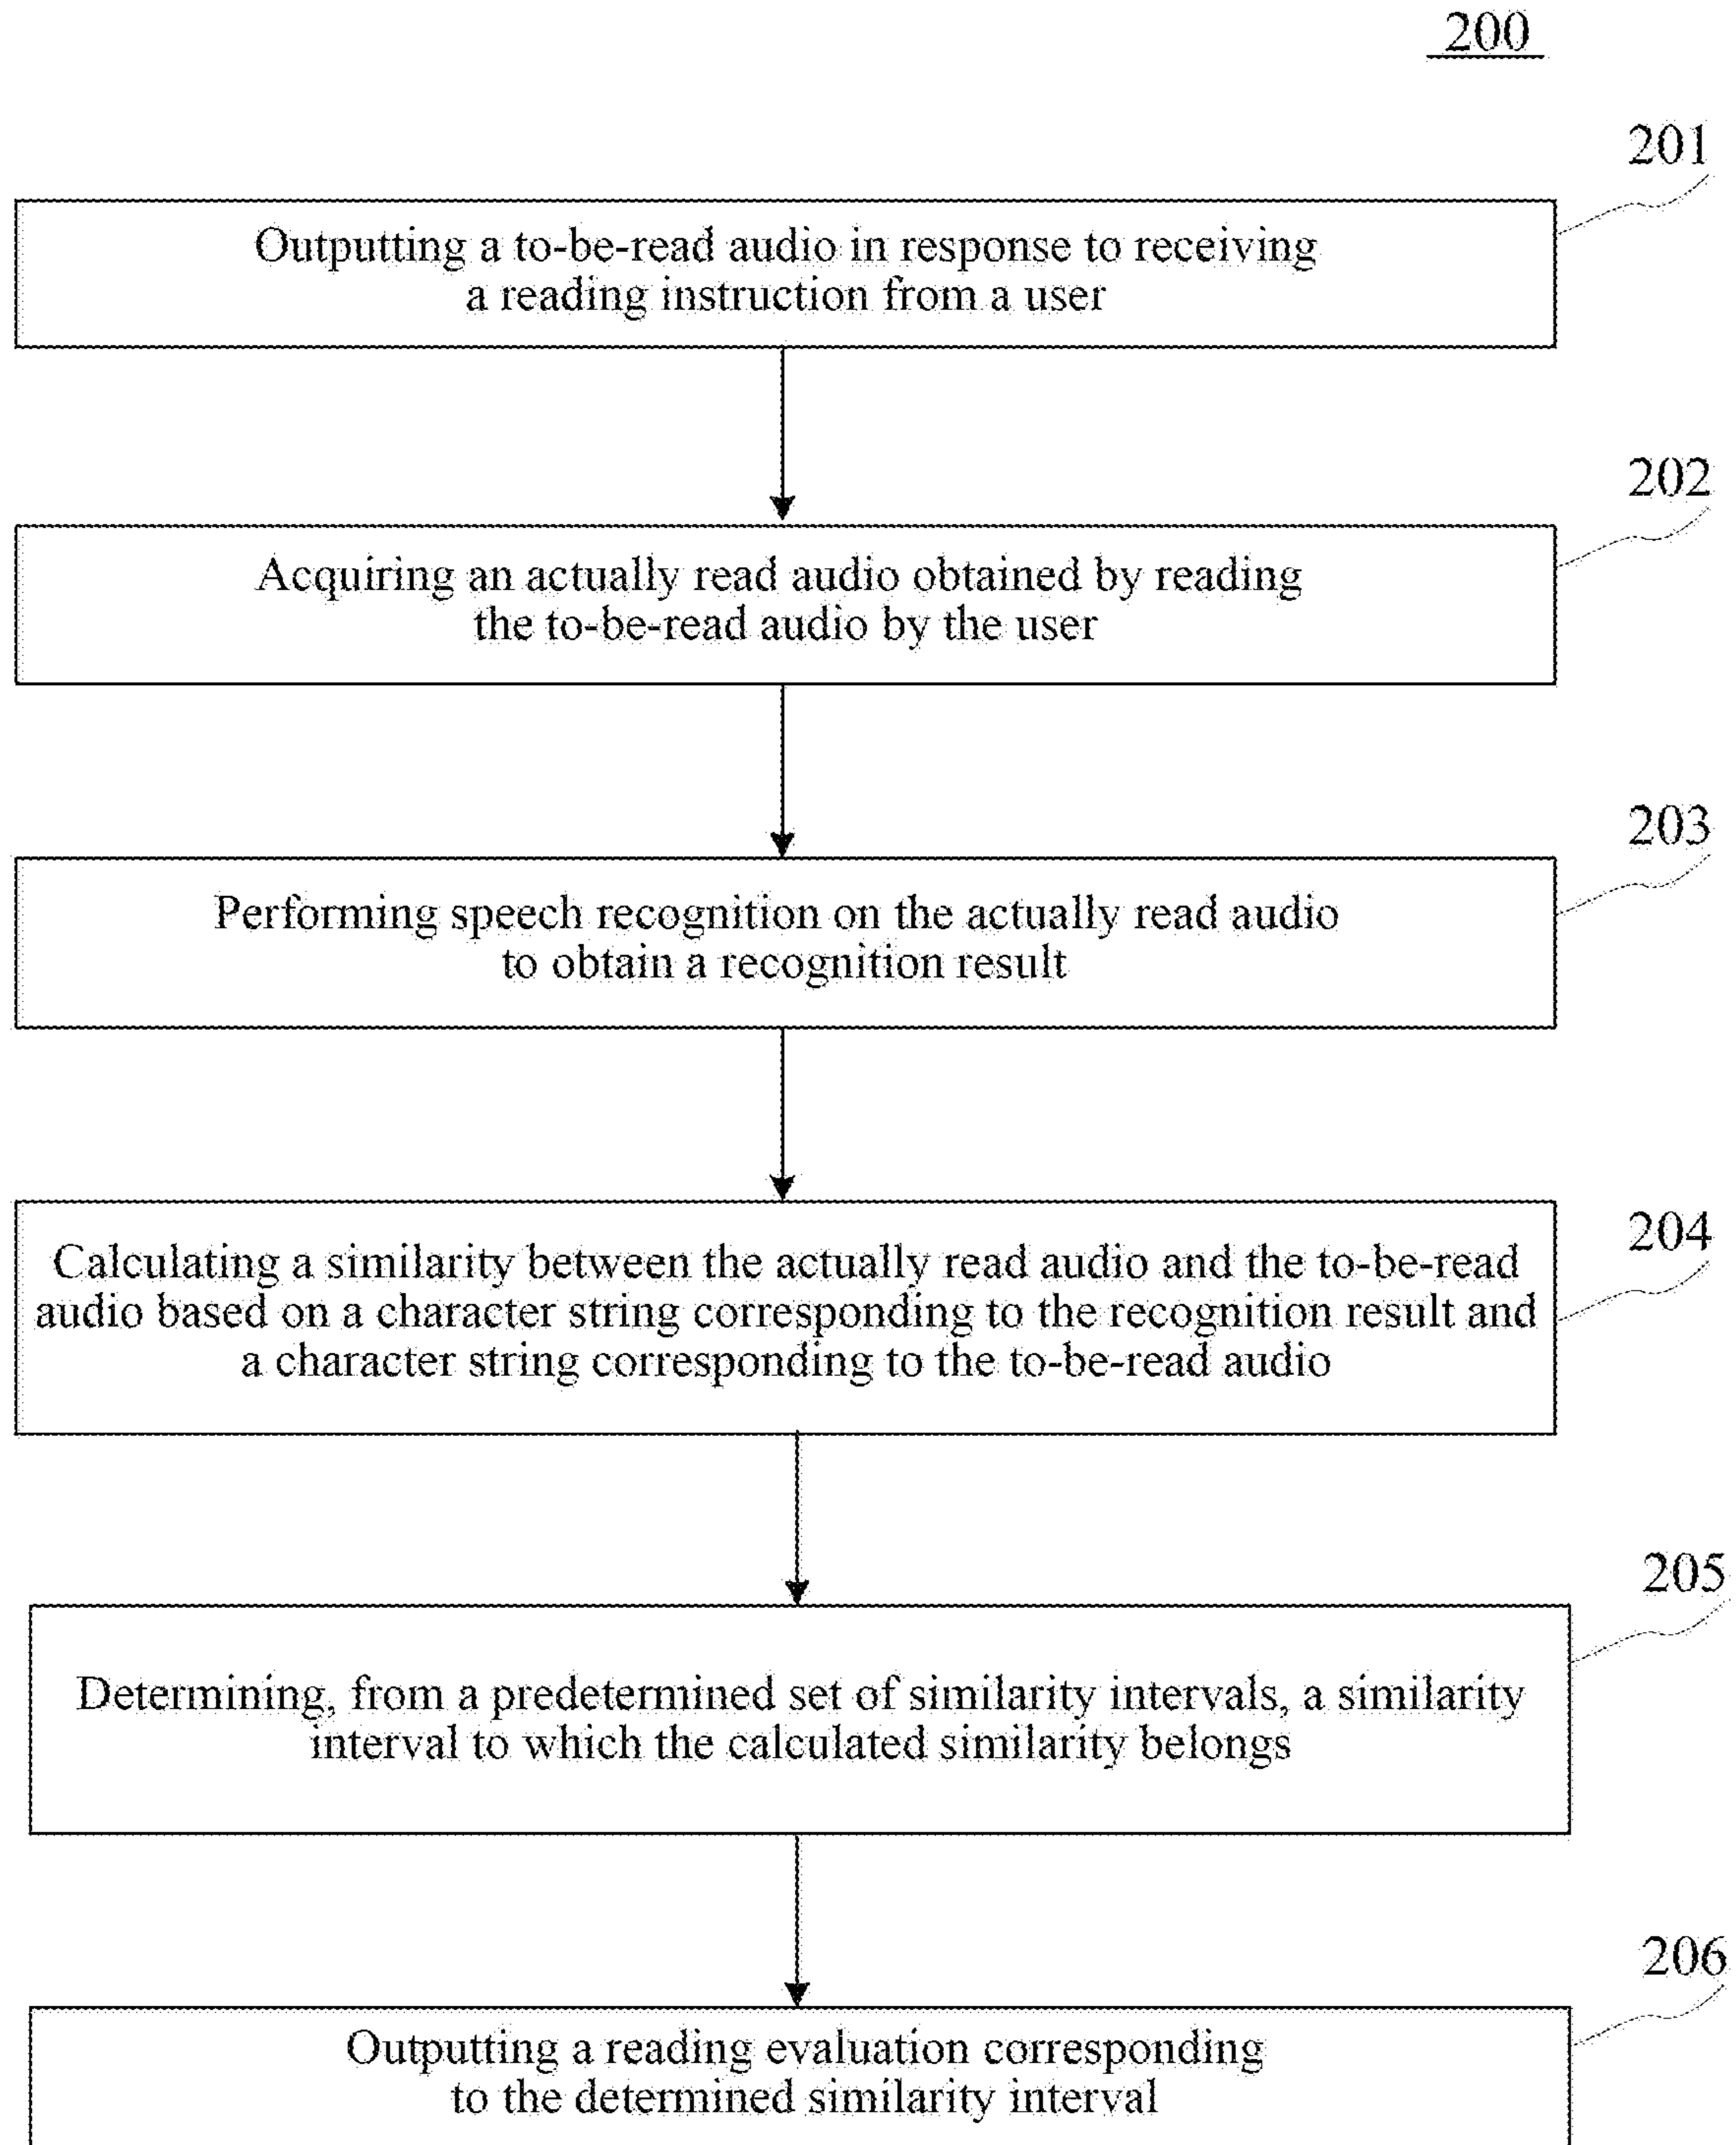 200
201
Outputting a to-be-read audio in response to receiving
a reading instruction from a user
202
Acquiring an actually read audio obtained by reading
the to-be-read audio by the user
203
Performing speech recognition on the actually read audio
to obtain a recognition result
204
Calculating a similarity between the actually read audio and the to-be-read
audio based on a character string corresponding to the recognition result and
a character string corresponding to the to-be-read audio
205
Determining, from a predetermined set of similarity intervals, a similarity
interval to which the calculated similarity belongs
206
Outputting a reading evaluation corresponding
to the determined similarity interval